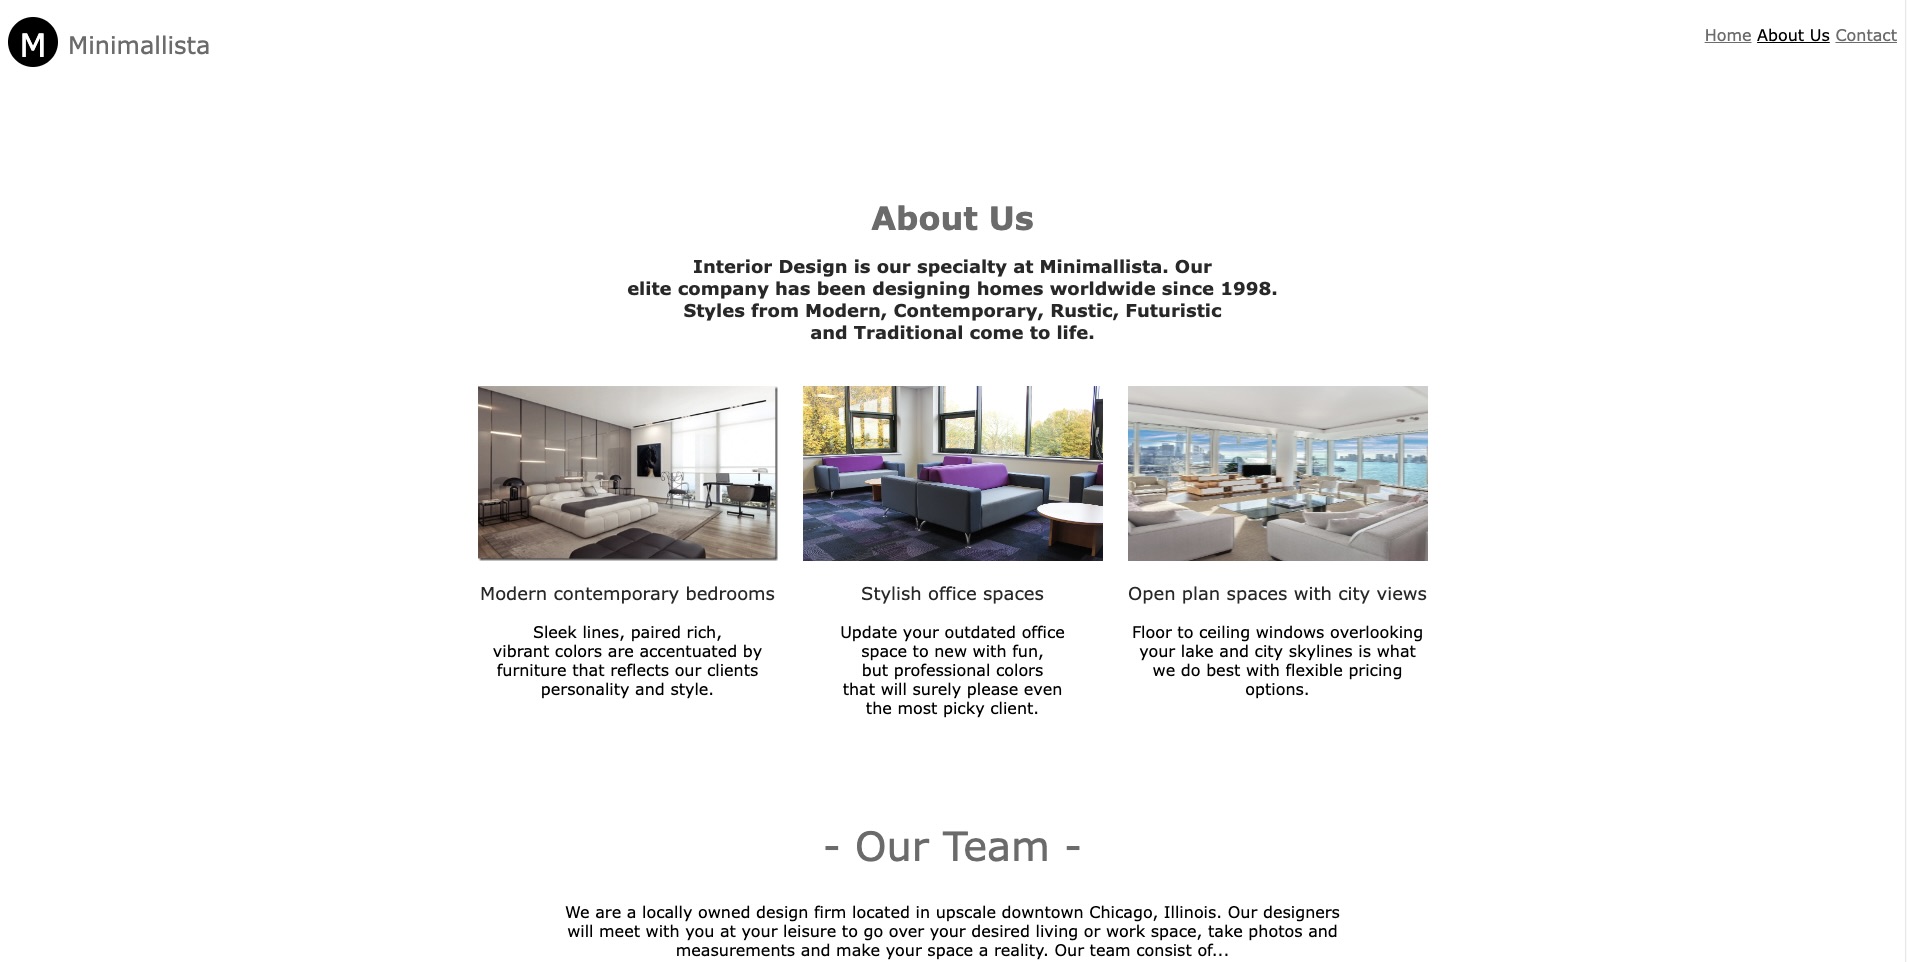 M Minimallista
Home About Us Contact
About Us
Interior Design is our specialty at Minimallista. Our
elite company has been designing homes worldwide since 1998.
Styles from Modern, Contemporary, Rustic, Futuristic
and Traditional come to life.
Modern contemporary bedrooms
Sleek lines, paired rich,
vibrant colors are accentuated by
furniture that reflects our clients
personality and style.
Stylish office spaces
Update your outdated office
space to new with fun,
but professional colors
that will surely please even
the most picky client.
Open plan spaces with city views
Floor to ceiling windows overlooking
your lake and city skylines is what
we do best with flexible pricing
options.
- Our Team -
We are a locally owned design firm located in upscale downtown Chicago, Illinois. Our designers
will meet with you at your leisure to go over your desired living or work space, take photos and
measurements and make your space a reality. Our team consist of...